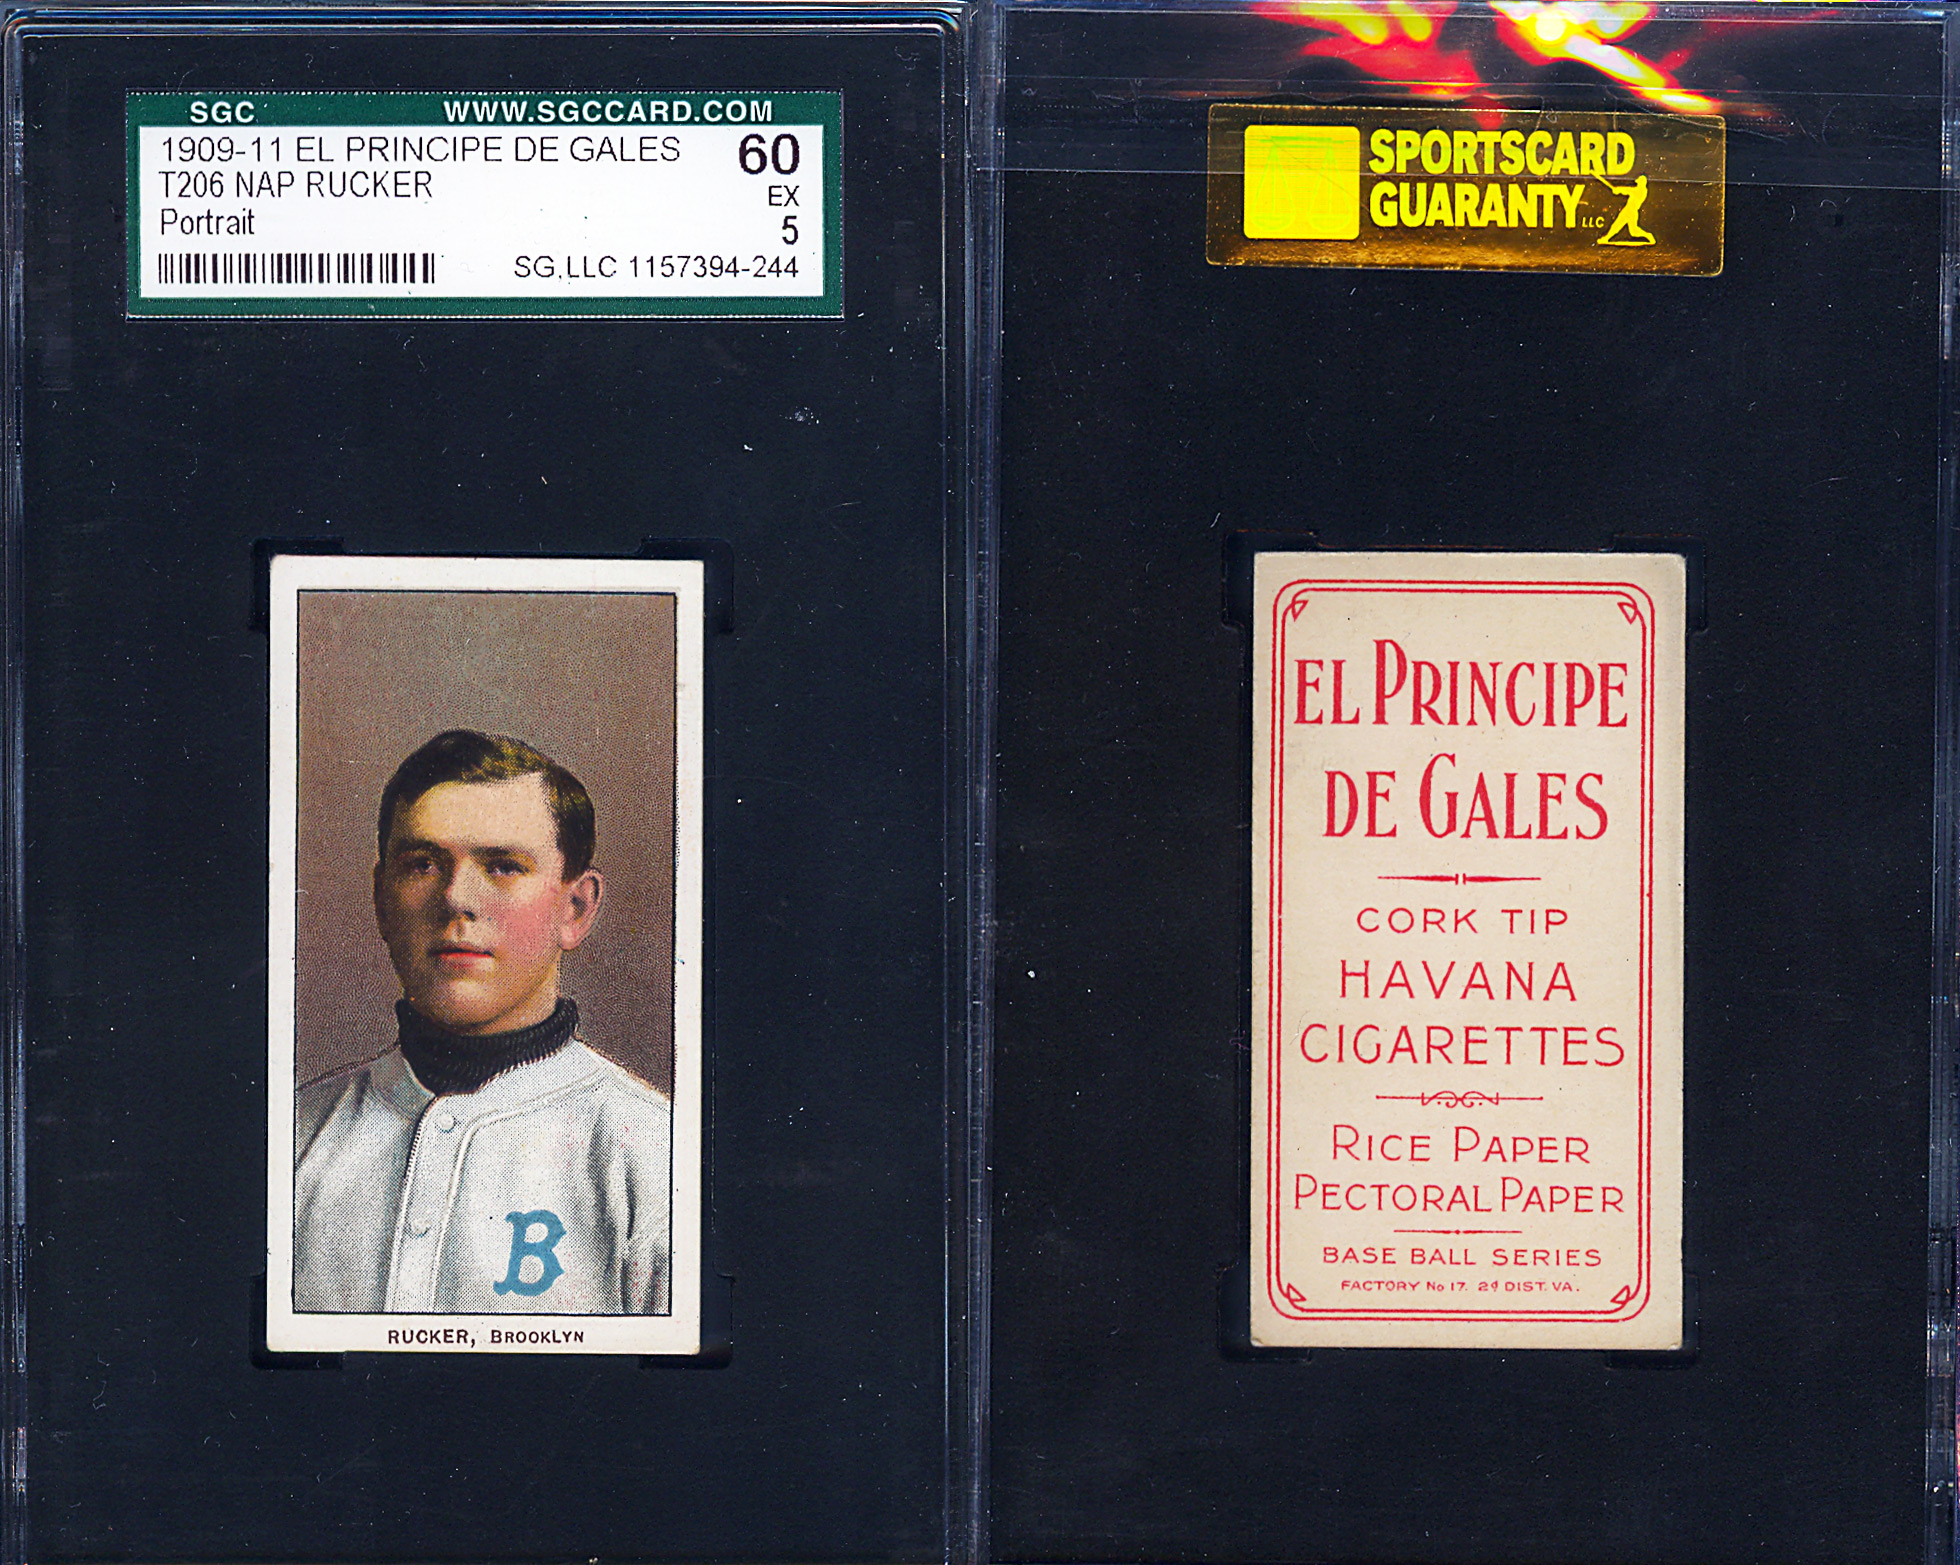 SGC WWW.SGCCARD.COM
1909-11 EL PRINCIPE DE GALES 60
T206 NAP RUCKER EX
Portrait 5
SG,LLC 1157394-244
B
RUCKER, BROOKLYN
SPORTSCARD
GUARANTY LLC
EL PRINCIPE
DE GALES
CORK TIP
HAVANA
CIGARETTES
RICE PAPER
PECTORAL PAPER
BASE BALL SERIES
FACTORY No 17. 2d DIST. VA.